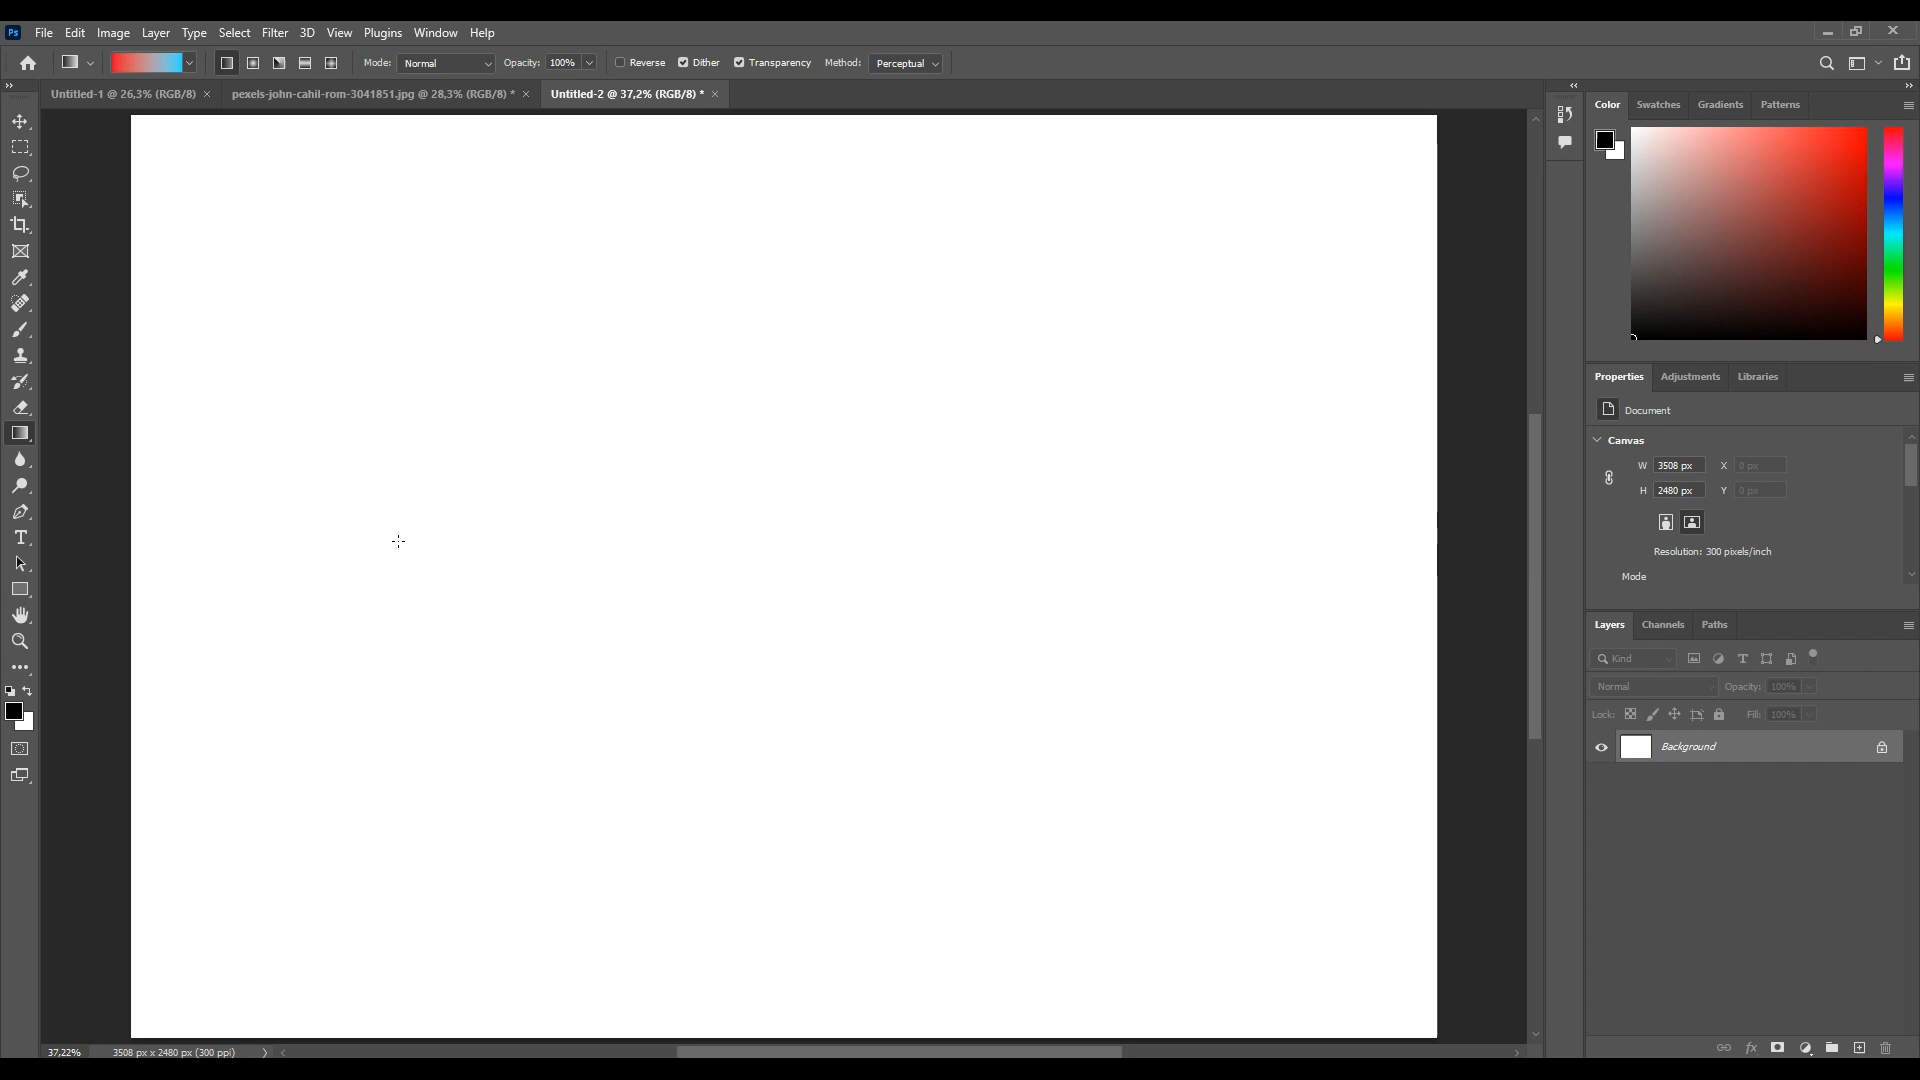 Ps File Edit Image Layer Type Select Filter 3D View Plugins Window Help
Mode: Normal Opacity: 100% Reverse Dither Transparency Method: Perceptual
Untitled-1 @ 26,3% (RGB/8) × pexels-john-cahil-rom-3041851.jpg @ 28,3% (RGB/8) * × Untitled-2 @ 37,2% (RGB/8) * ×
Color Swatches Gradients Patterns
Properties Adjustments Libraries
Document
Canvas
W 3508 px X 0 px
H 2480 px Y 0 px
Resolution: 300 pixels/inch
Mode
Layers Channels Paths
Kind
Normal Opacity: 100%
Lock: Fill: 100%
Background
37,22% 3508 px x 2480 px (300 ppi)